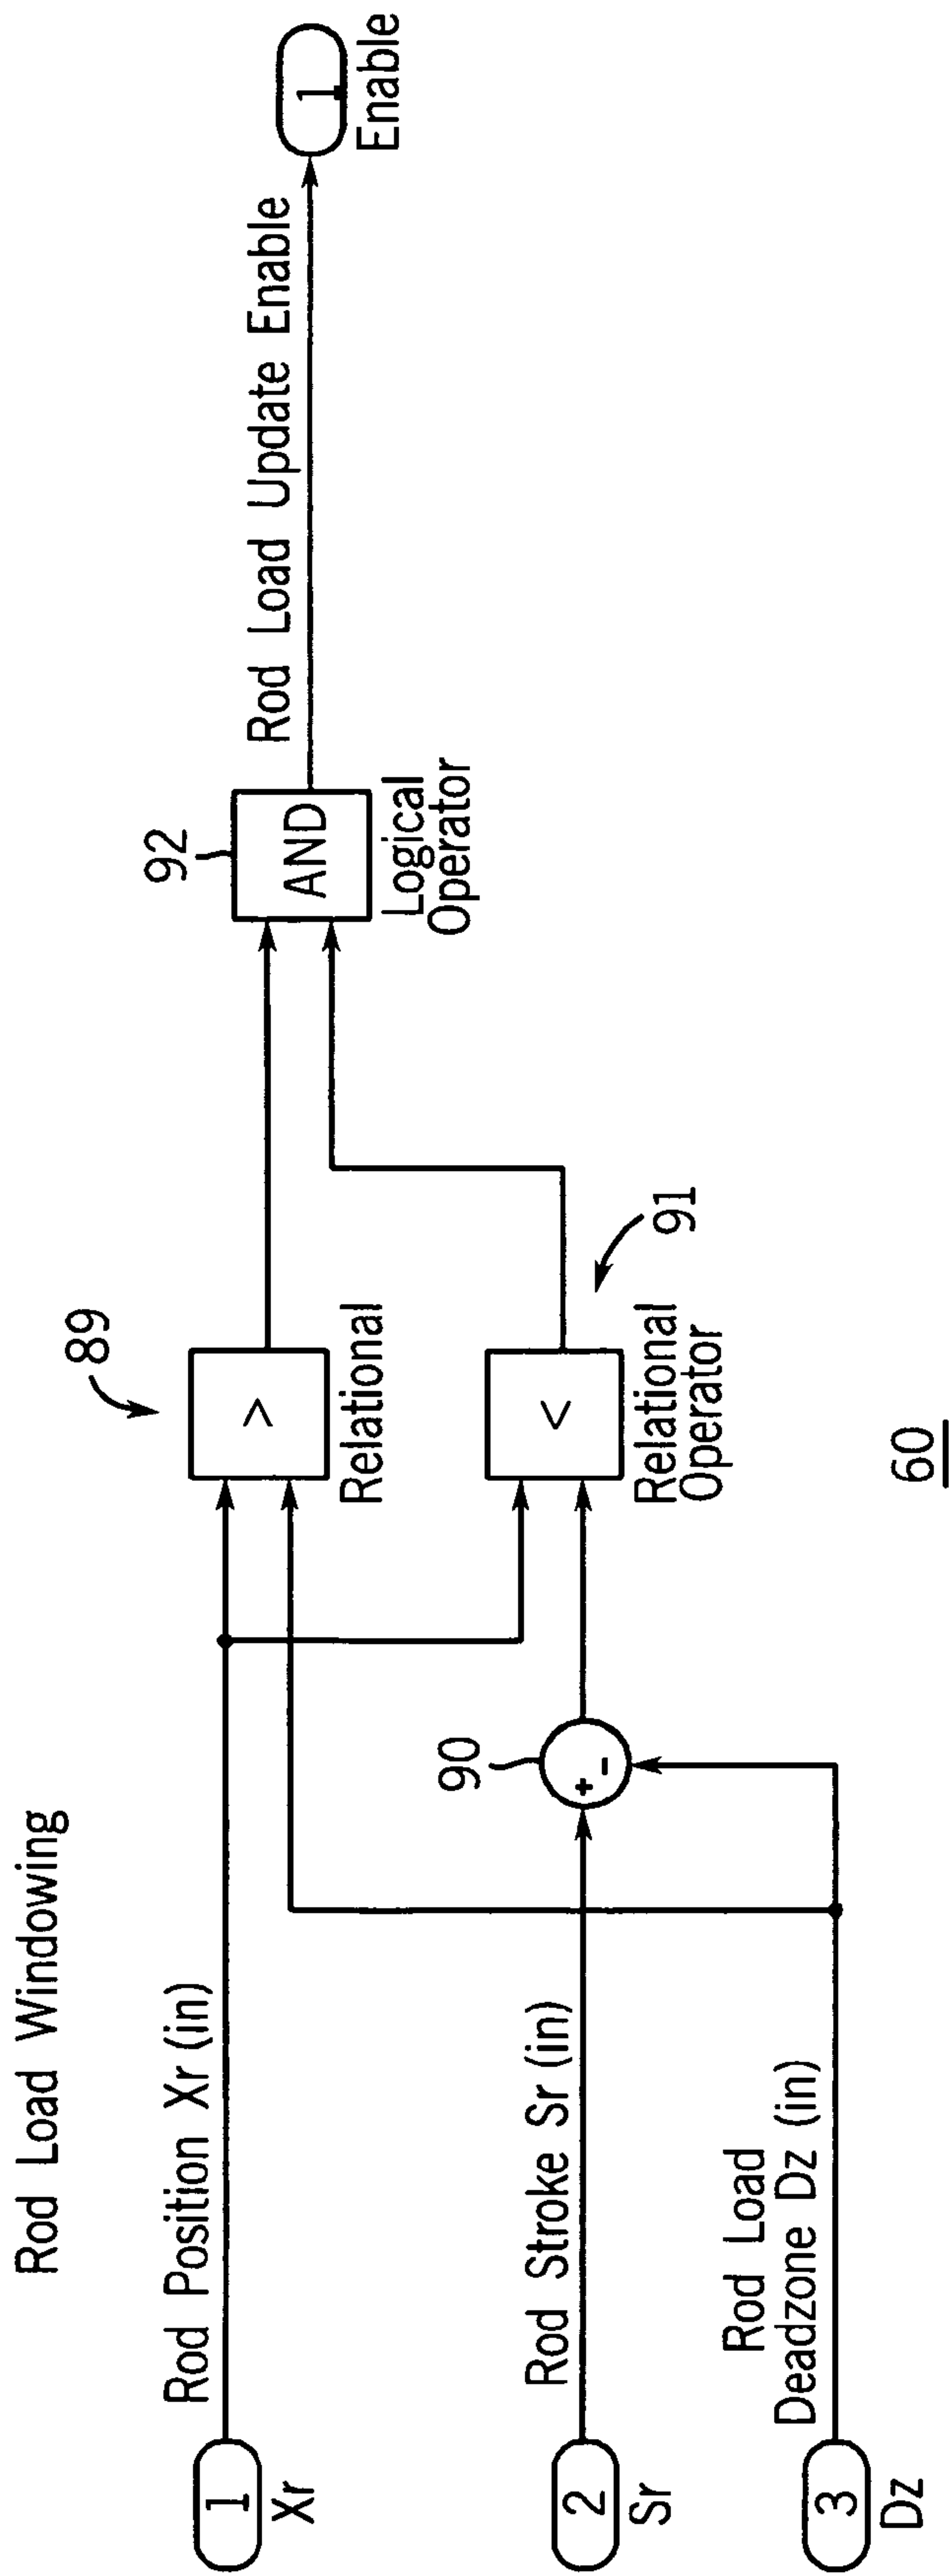 Rod Load Windowing
Rod Position Xr (in)
1
Xr
89
>
Relational
92
AND
Logical
Operator
Rod Load Update Enable
1
Enable
Rod Stroke Sr (in)
2
Sr
90
+
-
<
Relational
Operator
91
Rod Load
Deadzone Dz (in)
3
Dz
60